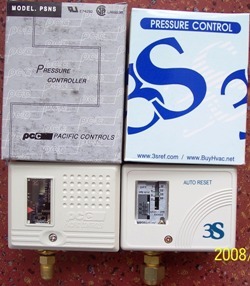 MODEL. PSNS
PRESSURE
CONTROLLER
pcc PACIFIC CONTROLS
PRESSURE CONTROL
3S
www.3sref.com / www.BuyHvac.net
pcc
AUTO RESET
3S
2008/